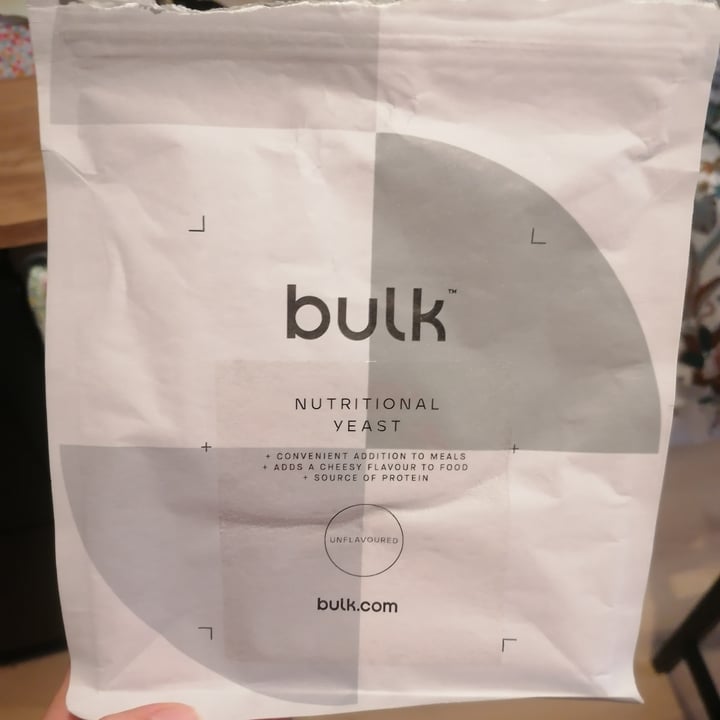 bulk™
NUTRITIONAL
YEAST
+ CONVENIENT ADDITION TO MEALS
+ ADDS A CHEESY FLAVOUR TO FOOD
+ SOURCE OF PROTEIN
UNFLAVOURED
bulk.com